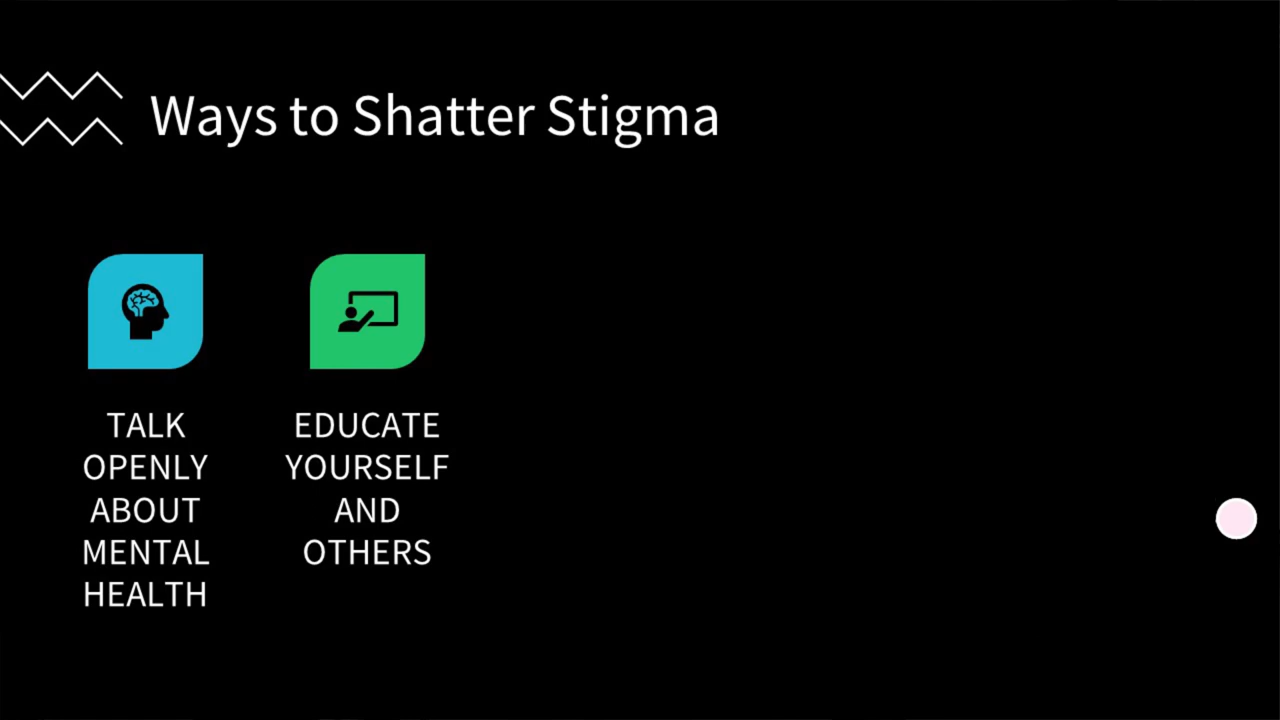 Ways to Shatter Stigma
TALK
OPENLY
ABOUT
MENTAL
HEALTH
EDUCATE
YOURSELF
AND
OTHERS